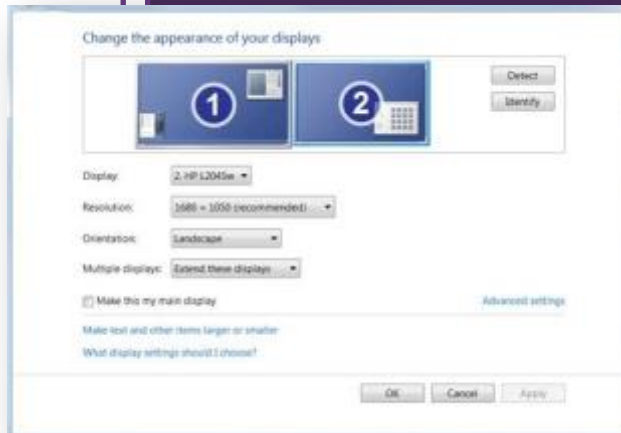 Change the appearance of your displays
1
2
Detect
Identify
Display: 2. HP L2045w
Resolution: 1680 × 1050 (recommended)
Orientation: Landscape
Multiple displays: Extend these displays
Make this my main display
Advanced settings
Make text and other items larger or smaller
What display settings should I choose?
OK Cancel Apply